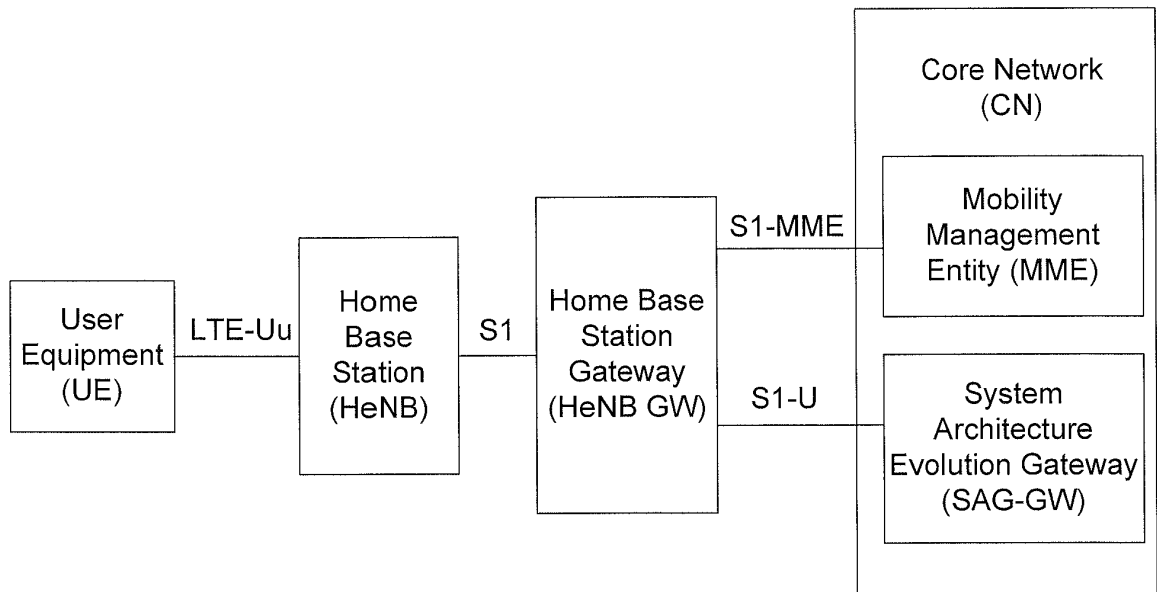 Core Network
(CN)
Mobility
Management
Entity (MME)
S1-MME
User
Equipment
(UE)
LTE-Uu
Home
Base
Station
(HeNB)
S1
Home Base
Station
Gateway
(HeNB GW)
S1-U
System
Architecture
Evolution Gateway
(SAG-GW)